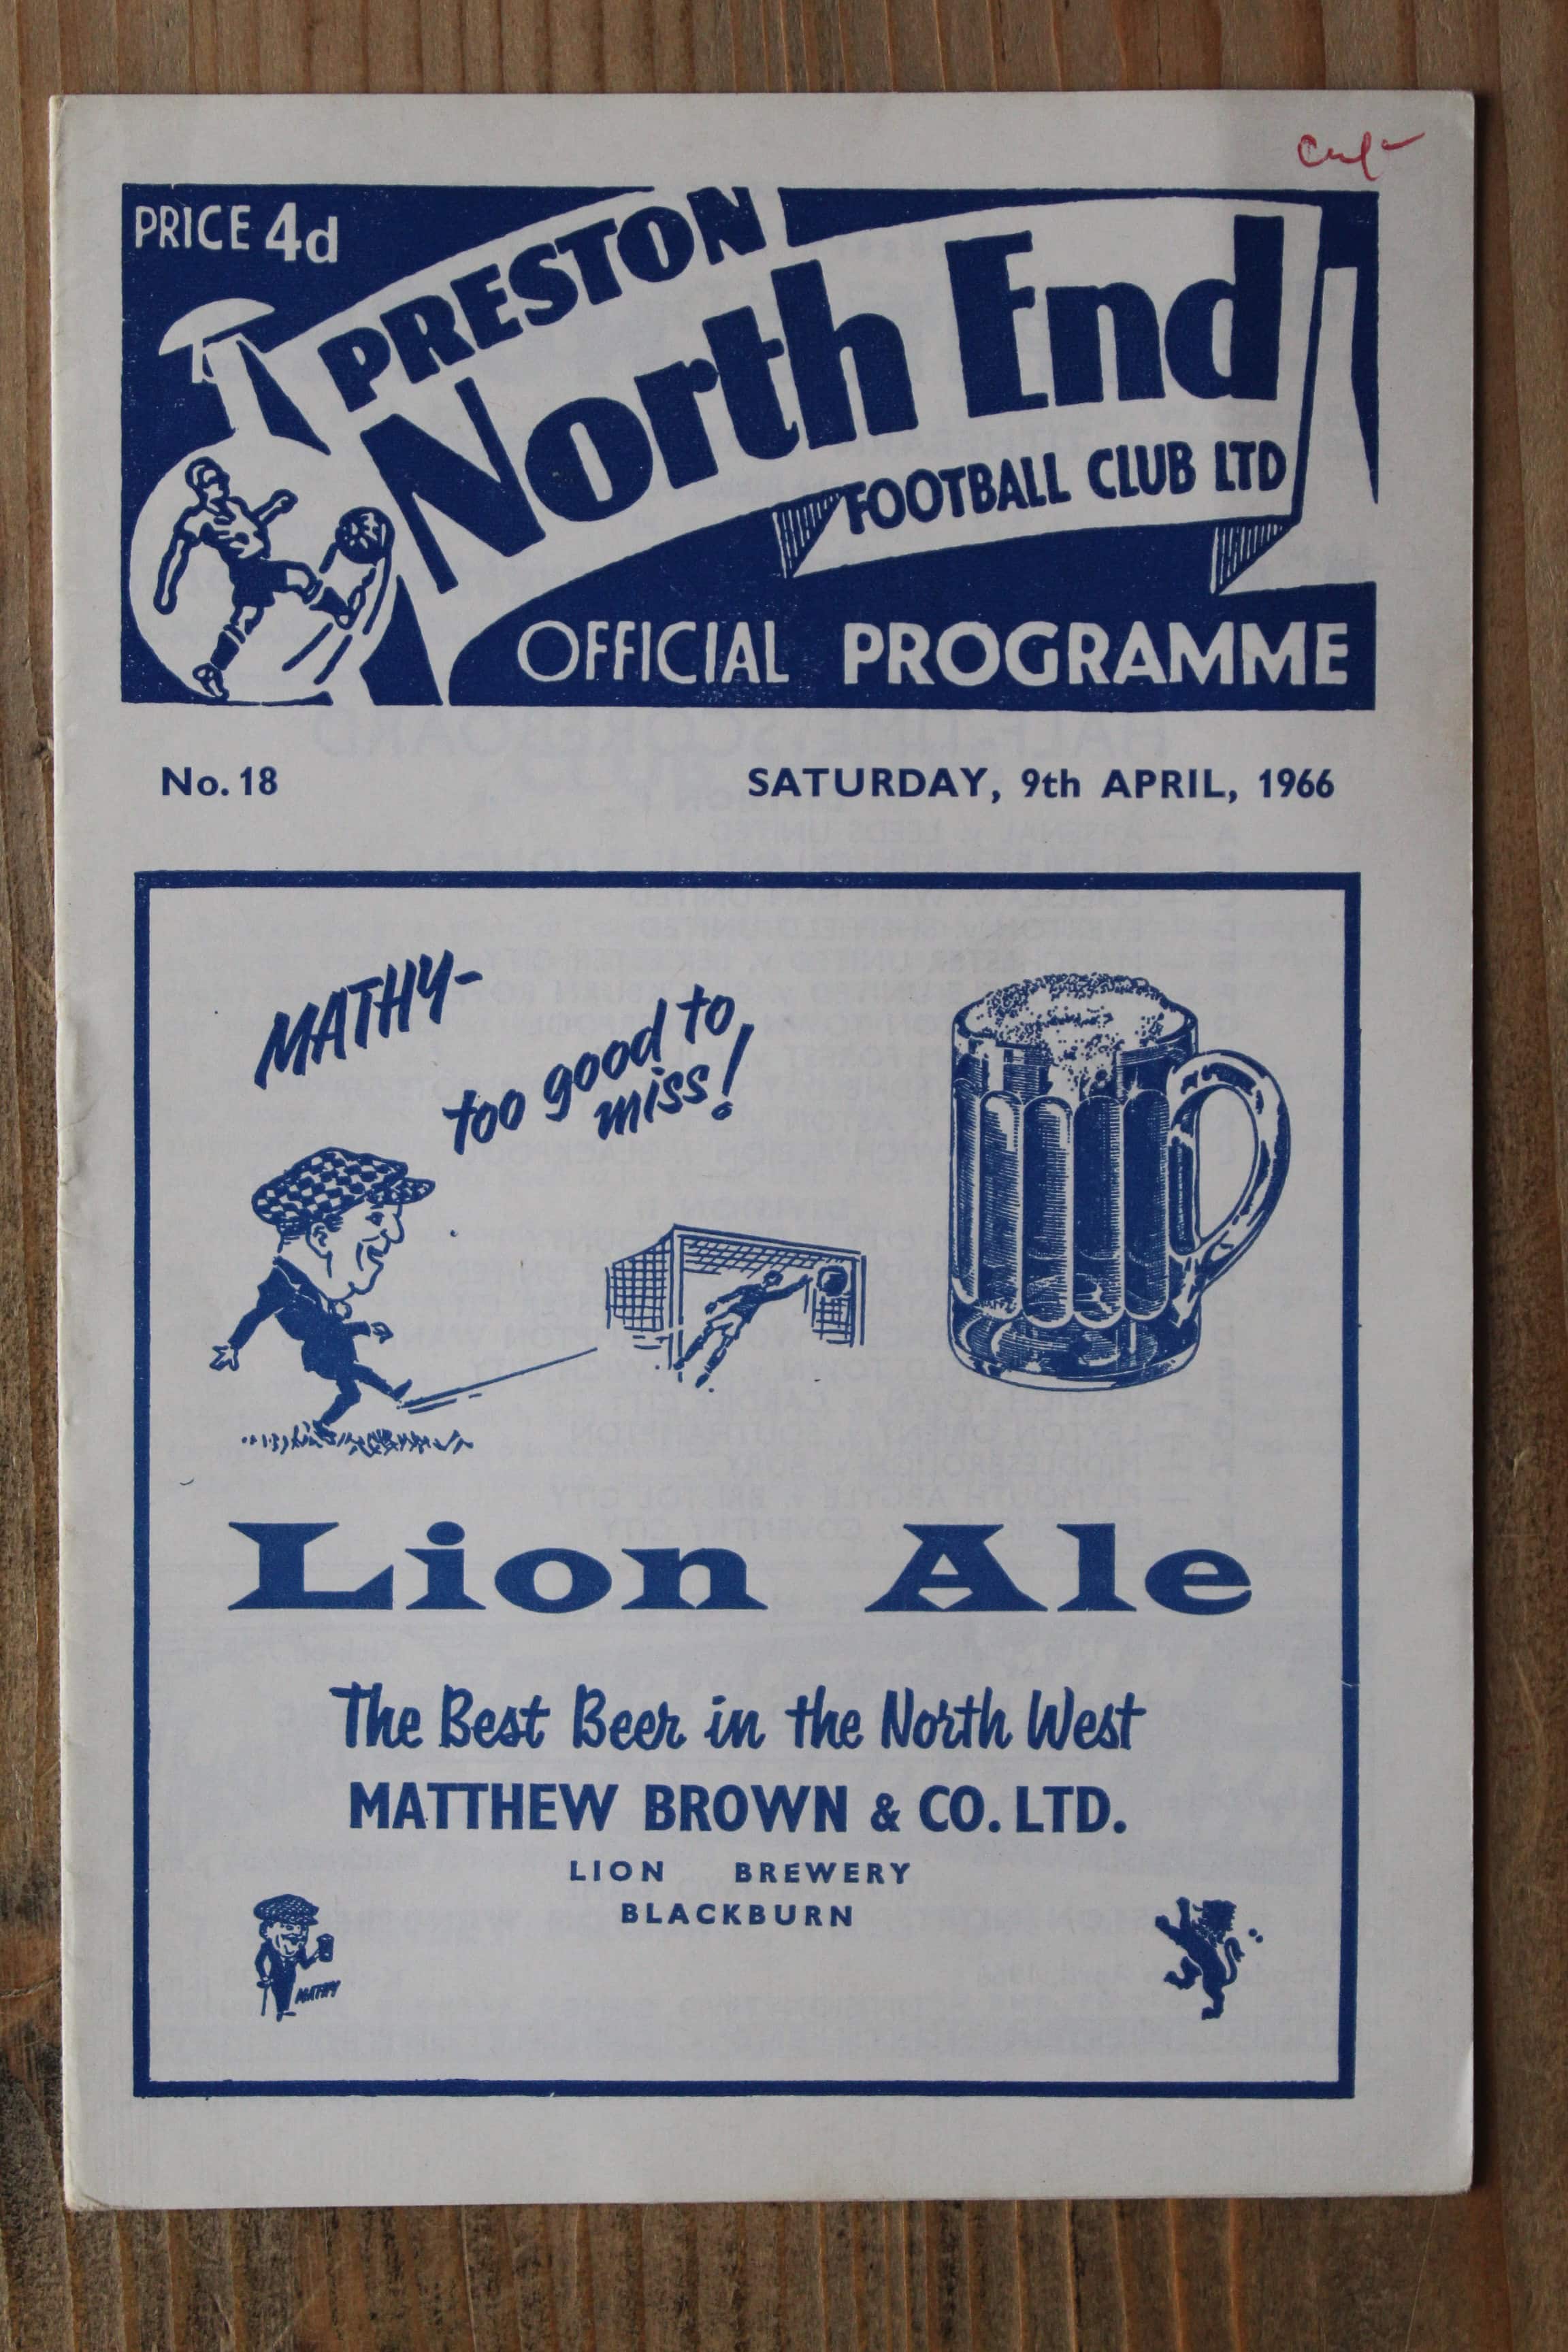 PRICE 4d
PRESTON
North End
FOOTBALL CLUB LTD
OFFICIAL PROGRAMME
No. 18
SATURDAY, 9th APRIL, 1966
MATHY-
too good to
miss!
Lion Ale
The Best Beer in the North West
MATTHEW BROWN & CO. LTD.
LION BREWERY
BLACKBURN
MATHY